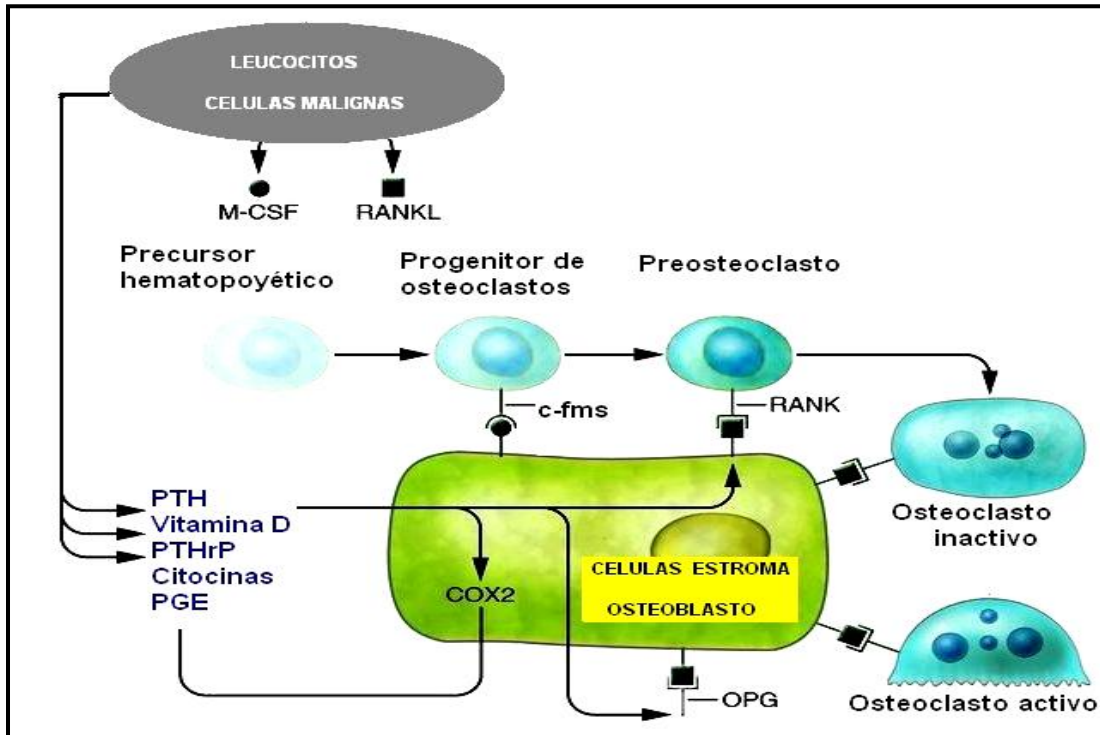 LEUCOCITOS
CELULAS MALIGNAS
M-CSF
RANKL
Precursor
hematopoyético
Progenitor de
osteoclastos
Preosteoclasto
c-fms
RANK
Osteoclasto
inactivo
PTH
Vitamina D
PTHrP
Citocinas
PGE
COX2
CELULAS ESTROMA
OSTEOBLASTO
OPG
Osteoclasto activo